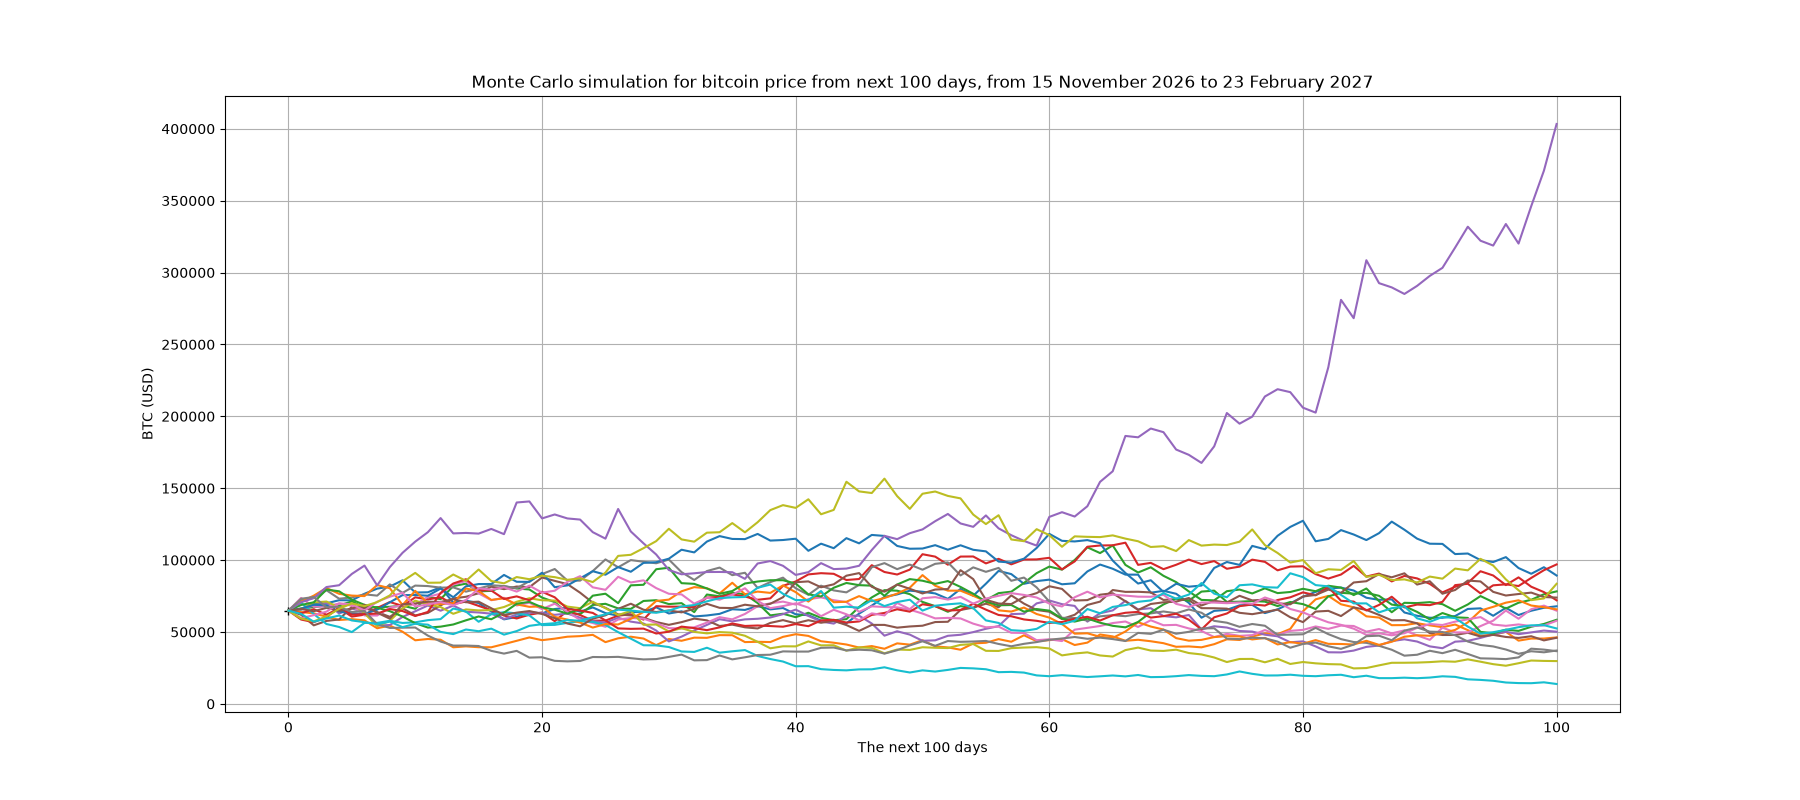 Monte Carlo simulation for bitcoin price from next 100 days, from 15 November 2026 to 23 February 2027
400000
350000
300000
250000
200000
150000
100000
50000
0
BTC (USD)
0 20 40 60 80 100
The next 100 days